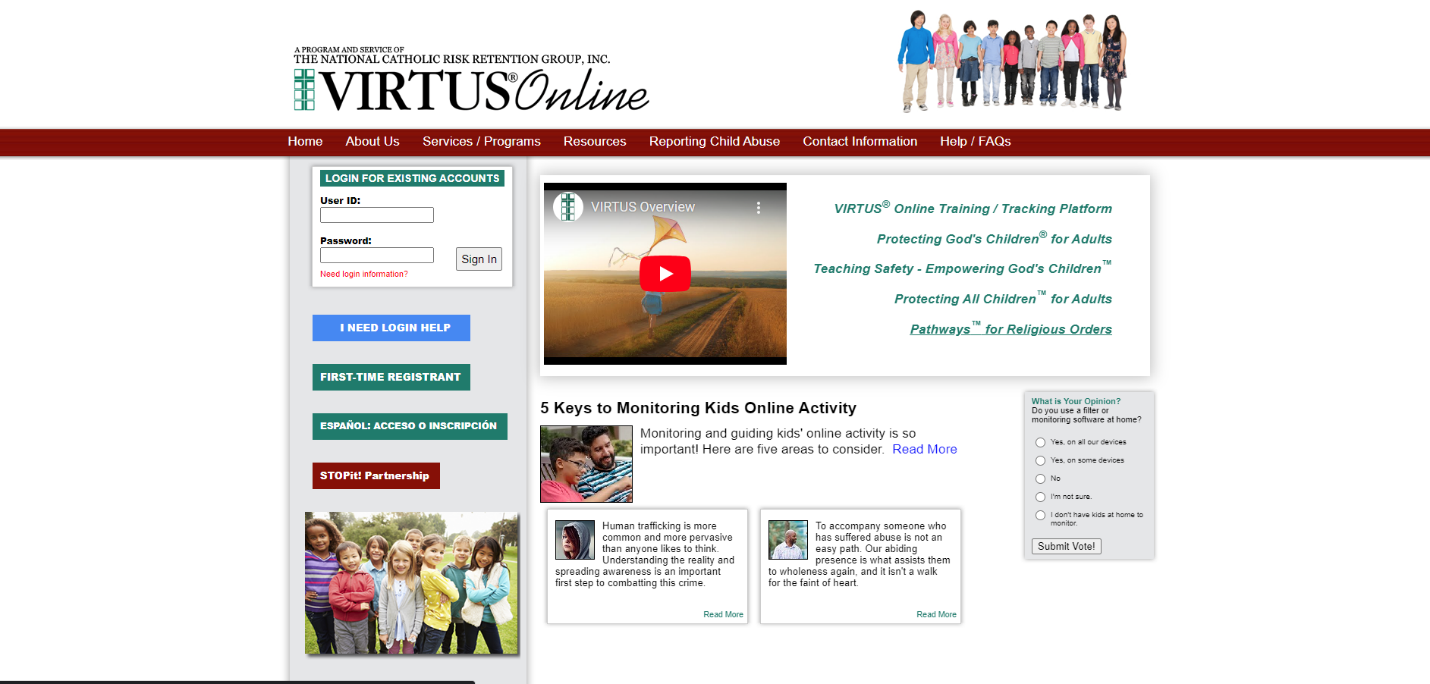 A PROGRAM AND SERVICE OF
THE NATIONAL CATHOLIC RISK RETENTION GROUP, INC.
VIRTUS® Online
Home About Us Services / Programs Resources Reporting Child Abuse Contact Information Help / FAQs
LOGIN FOR EXISTING ACCOUNTS
User ID:
Password:
Sign In
Need login information?
I NEED LOGIN HELP
FIRST-TIME REGISTRANT
ESPAÑOL: ACCESO O INSCRIPCIÓN
STOPit! Partnership
VIRTUS Overview
VIRTUS® Online Training / Tracking Platform
Protecting God's Children® for Adults
Teaching Safety - Empowering God's Children™
Protecting All Children™ for Adults
Pathways™ for Religious Orders
5 Keys to Monitoring Kids Online Activity
Monitoring and guiding kids' online activity is so
important! Here are five areas to consider. Read More
Human trafficking is more
common and more pervasive
than anyone likes to think.
Understanding the reality and
spreading awareness is an important
first step to combatting this crime.
Read More
To accompany someone who
has suffered abuse is not an
easy path. Our abiding
presence is what assists them
to wholeness again, and it isn't a walk
for the faint of heart.
Read More
What is Your Opinion?
Do you use a filter or
monitoring software at home?
Yes, on all our devices
Yes, on some devices
No
I'm not sure.
I don't have kids at home to
monitor.
Submit Vote!